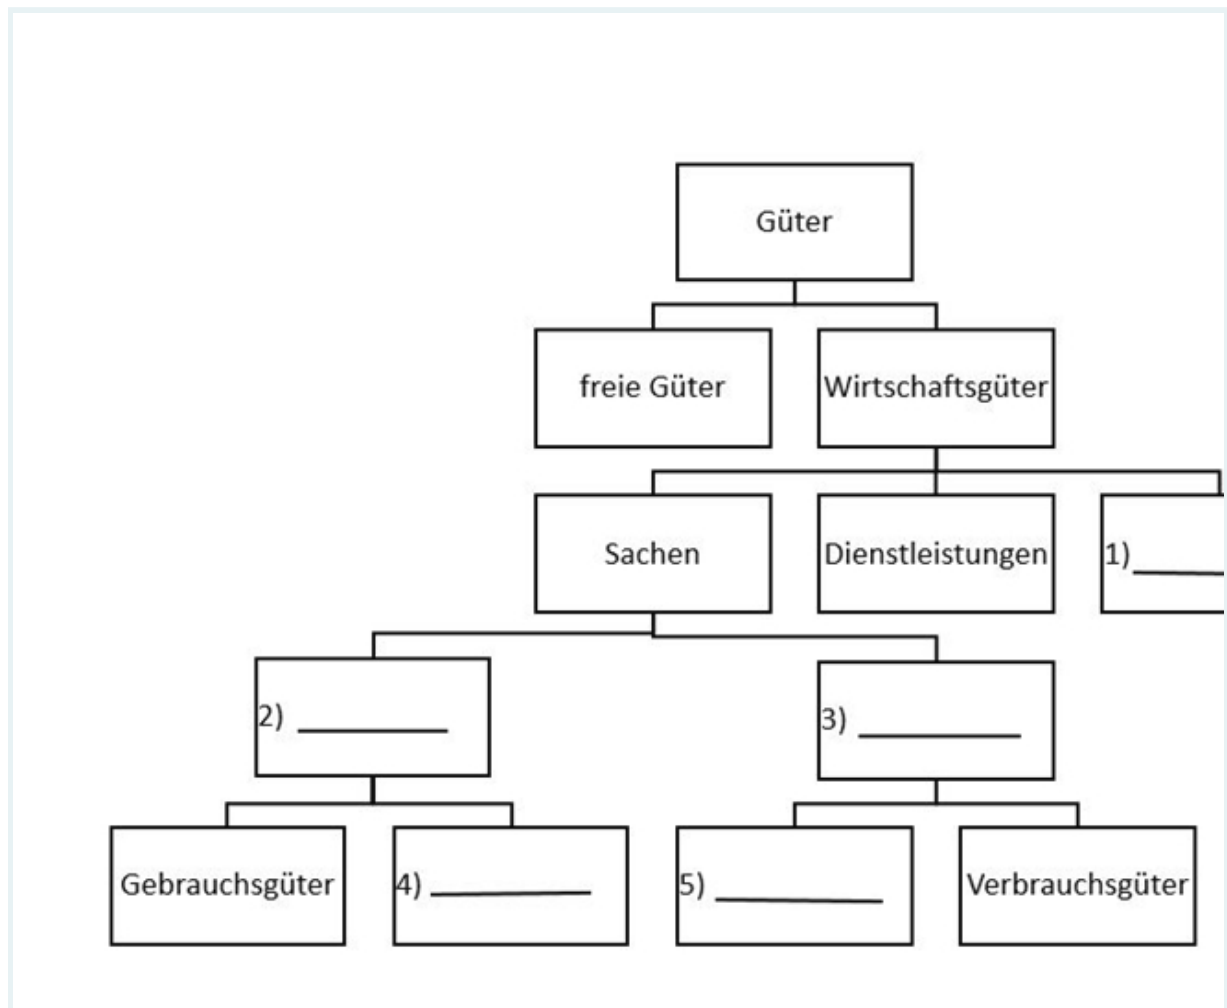 Güter
freie Güter
Wirtschaftsgüter
Sachen
Dienstleistungen
1)
2)
3)
Gebrauchsgüter
4)
5)
Verbrauchsgüter